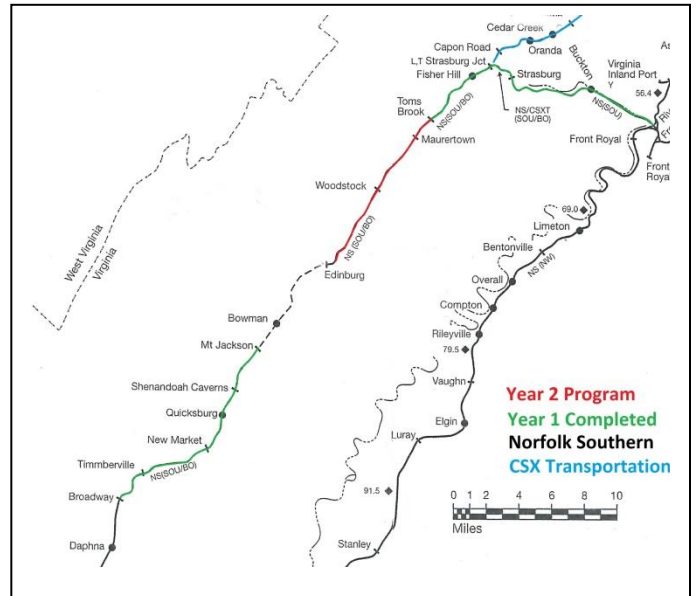 Cedar Creek
Capon Road
Oranda
L,T Strasburg Jct
Fisher Hill
Strasburg
Buckton
Virginia
Inland Port
Y
56.4
NS/CSXT
(SOU/BO)
NS(SOU/BO)
NS(SOU)
Toms
Brook
Maurertown
Front Royal
Front
Roya
Woodstock
69.0
Limeton
NS (SOU/BO)
Bentonville
NS (NW)
West Virginia
Virginia
Edinburg
Overall
Bowman
Compton
Mt Jackson
Rileyville
79.5
Shenandoah Caverns
Vaughn
Quicksburg
Elgin
New Market
Luray
Timmberville
NS(SOU/BO)
Broadway
91.5
Daphna
Stanley
Year 2 Program
Year 1 Completed
Norfolk Southern
CSX Transportation
0 1 2 4 6 8 10
Miles